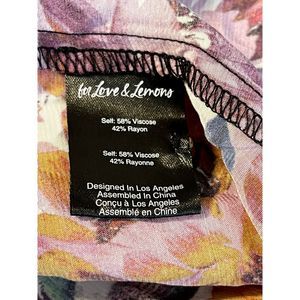 for Love & Lemons
Self: 58% Viscose
42% Rayon
Self: 58% Viscose
42% Rayonne
Designed In Los Angeles
Assembled In China
Conçu à Los Angeles
Assemblé en Chine